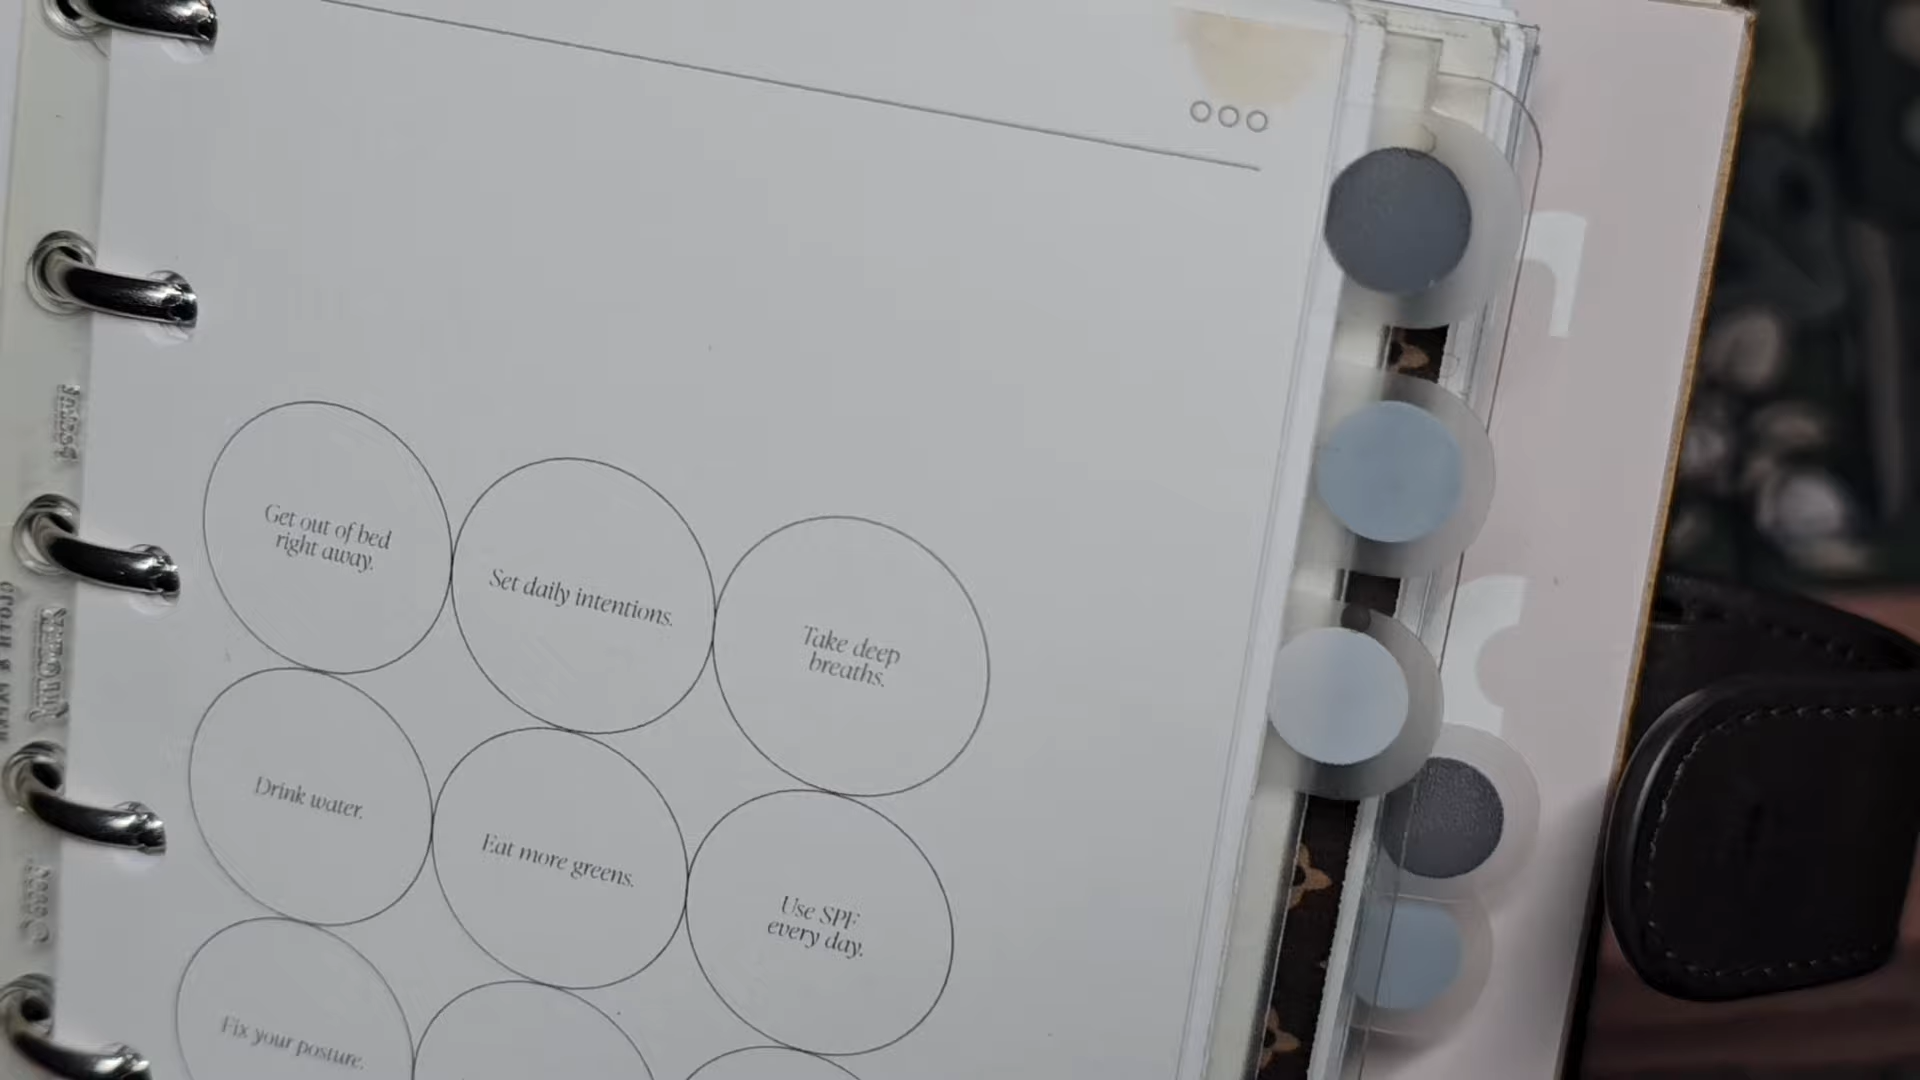 Get out of bed
right away.
Set daily intentions.
Take deep
breaths.
Drink water.
Eat more greens.
Use SPF
every day.
Fix your posture.